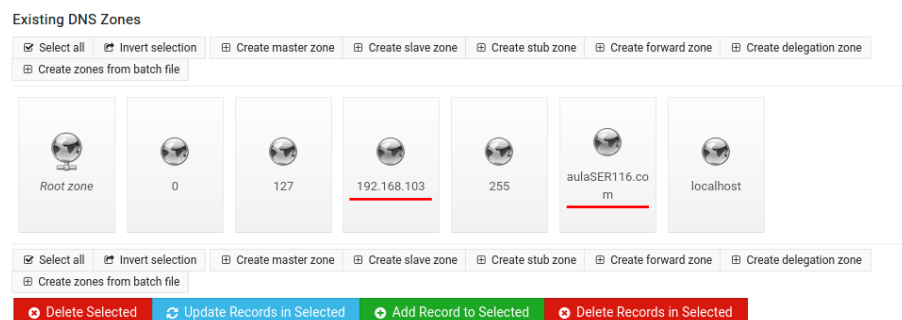 Existing DNS Zones
Select all Invert selection Create master zone Create slave zone Create stub zone Create forward zone Create delegation zone
Create zones from batch file
Root zone 0 127 192.168.103 255 aulaSER116.co localhost
m
Select all Invert selection Create master zone Create slave zone Create stub zone Create forward zone Create delegation zone
Create zones from batch file
Delete Selected Update Records in Selected Add Record to Selected Delete Records in Selected